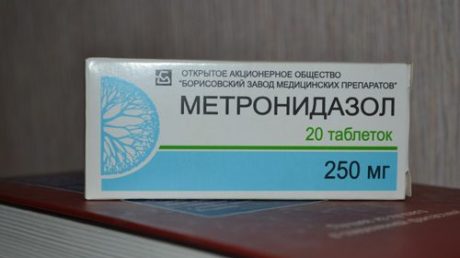 ОТКРЫТОЕ АКЦИОНЕРНОЕ ОБЩЕСТВО
"БОРИСОВСКИЙ ЗАВОД МЕДИЦИНСКИХ ПРЕПАРАТОВ"
МЕТРОНИДАЗОЛ
20 таблеток
250 мг